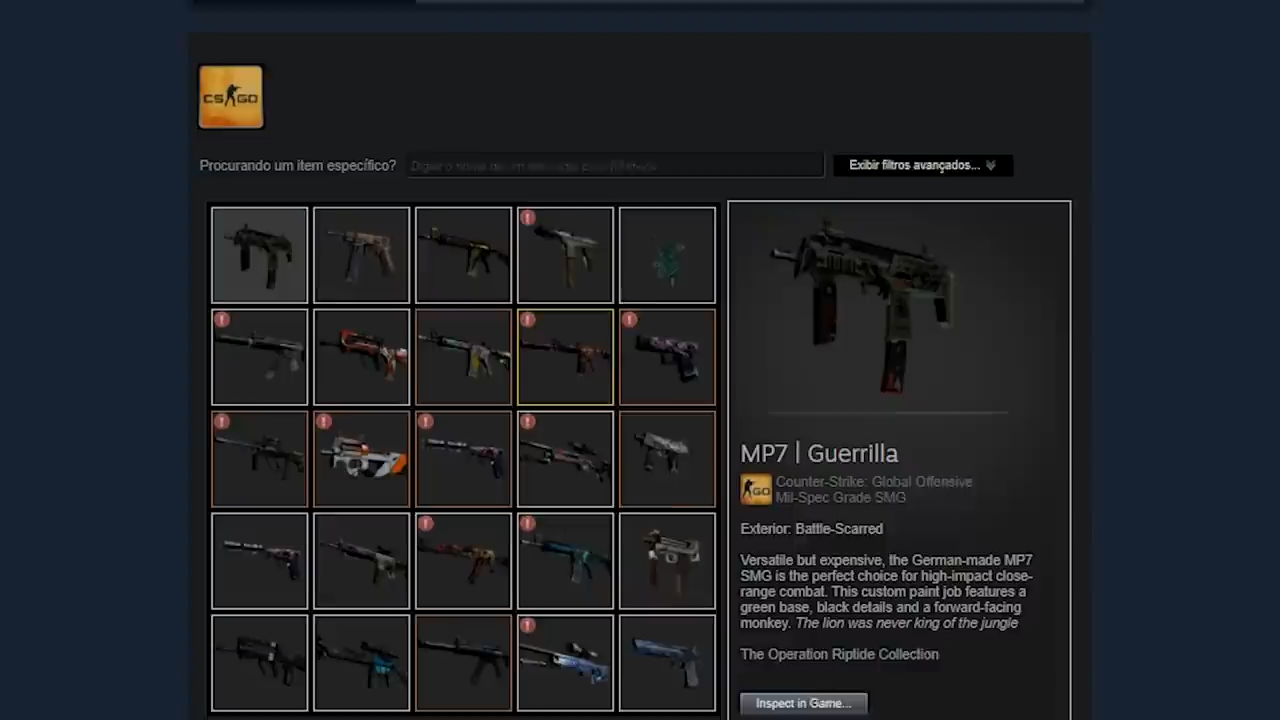 CS GO
Procurando um item específico?
Exibir filtros avançados...
MP7 | Guerrilla
GO
Counter-Strike: Global Offensive
Mil-Spec Grade SMG
Exterior: Battle-Scarred
Versatile but expensive, the German-made MP7
SMG is the perfect choice for high-impact close-
range combat. This custom paint job features a
green base, black details and a forward-facing
monkey. The lion was never king of the jungle
The Operation Riptide Collection
Inspect in Game...